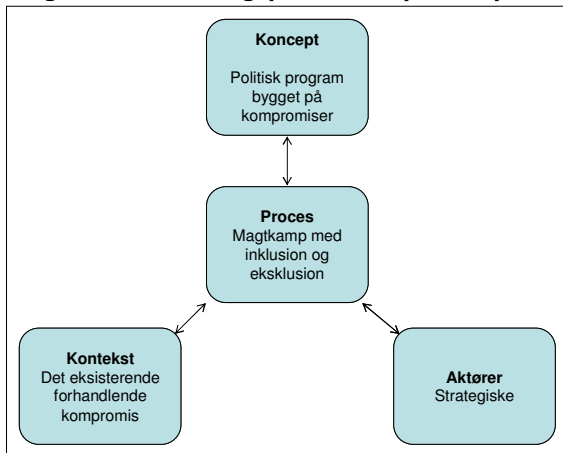 Koncept
Politisk program
bygget på
kompromiser
Proces
Magtkamp med
inklusion og
eksklusion
Kontekst
Det eksisterende
forhandlende
kompromis
Aktører
Strategiske